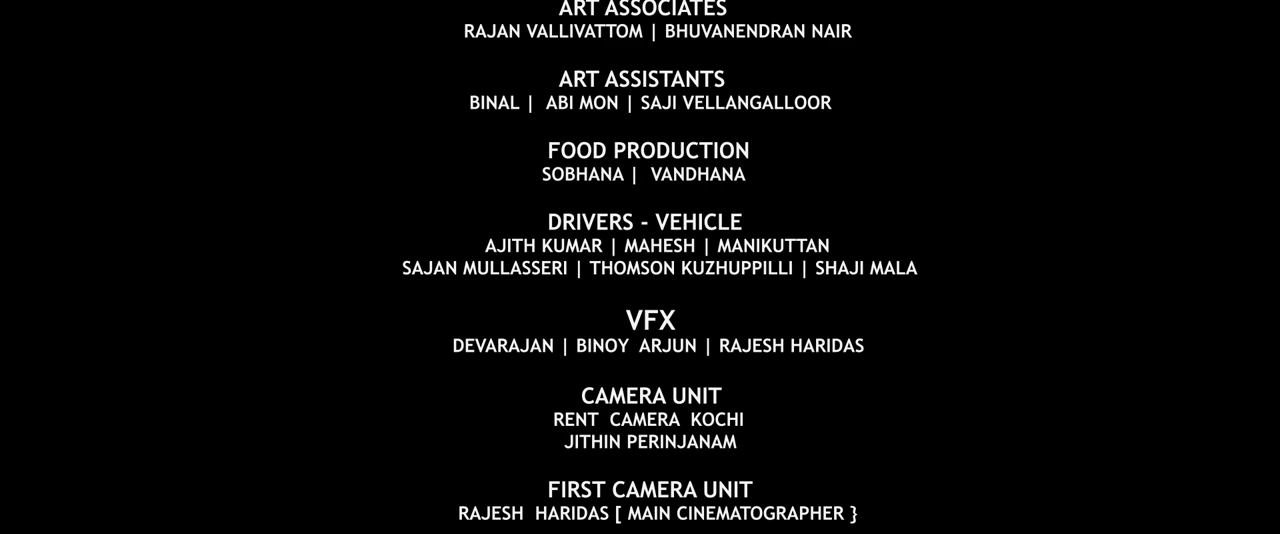 ART ASSOCIATES
RAJAN VALLIVATTOM | BHUVANENDRAN NAIR
ART ASSISTANTS
BINAL | ABI MON | SAJI VELLANGALLOOR
FOOD PRODUCTION
SOBHANA | VANDHANA
DRIVERS - VEHICLE
AJITH KUMAR | MAHESH | MANIKUTTAN
SAJAN MULLASSERI | THOMSON KUZHUPPILLI | SHAJI MALA
VFX
DEVARAJAN | BINOY ARJUN | RAJESH HARIDAS
CAMERA UNIT
RENT CAMERA KOCHI
JITHIN PERINJANAM
FIRST CAMERA UNIT
RAJESH HARIDAS [ MAIN CINEMATOGRAPHER }